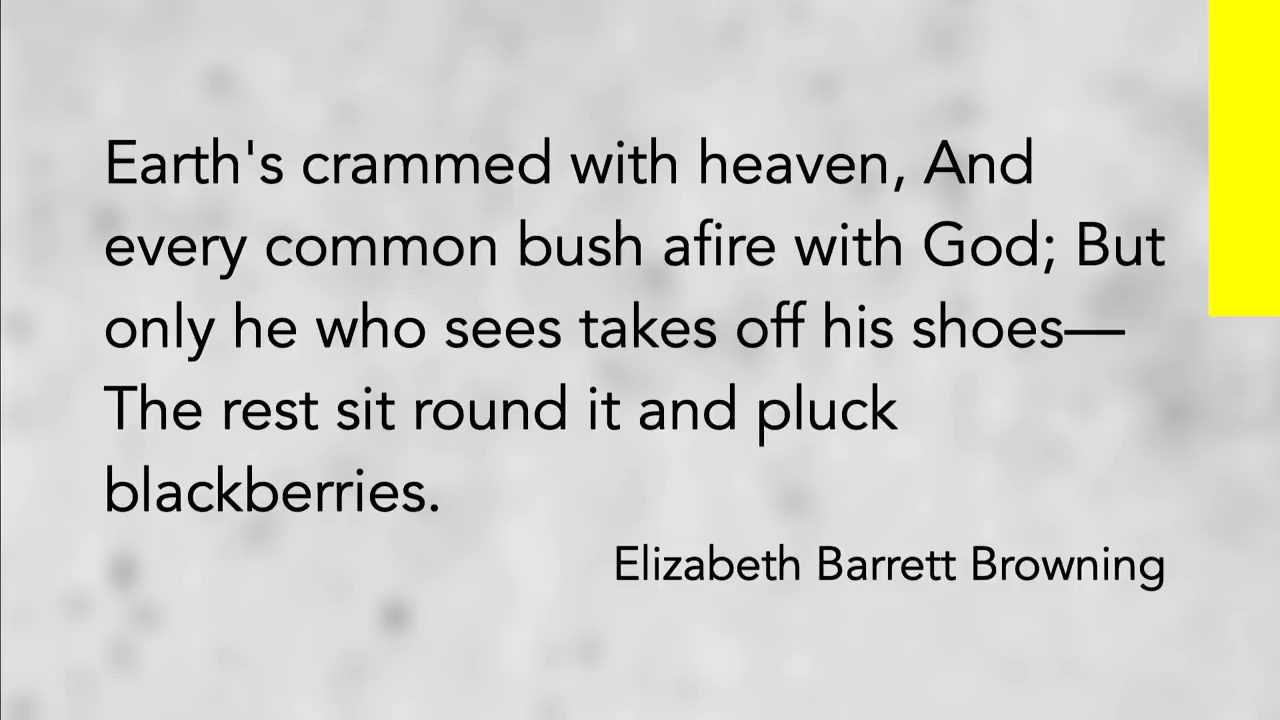 Earth's crammed with heaven, And
every common bush afire with God; But
only he who sees takes off his shoes—
The rest sit round it and pluck
blackberries.
Elizabeth Barrett Browning